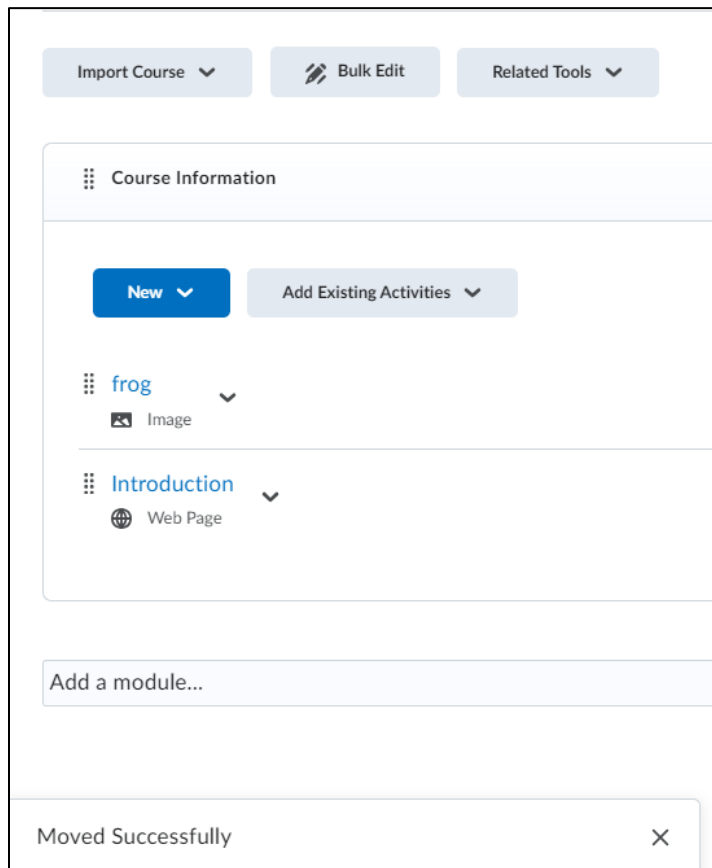 Import Course Bulk Edit Related Tools
Course Information
New Add Existing Activities
frog
Image
Introduction
Web Page
Add a module...
Moved Successfully